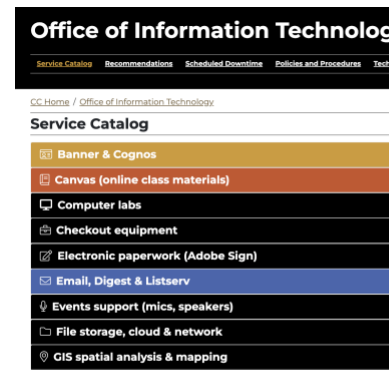 Office of Information Technolog
Service Catalog Recommendations Scheduled Downtime Policies and Procedures Tech
CC Home / Office of Information Technology
Service Catalog
Banner & Cognos
Canvas (online class materials)
Computer labs
Checkout equipment
Electronic paperwork (Adobe Sign)
Email, Digest & Listserv
Events support (mics, speakers)
File storage, cloud & network
GIS spatial analysis & mapping